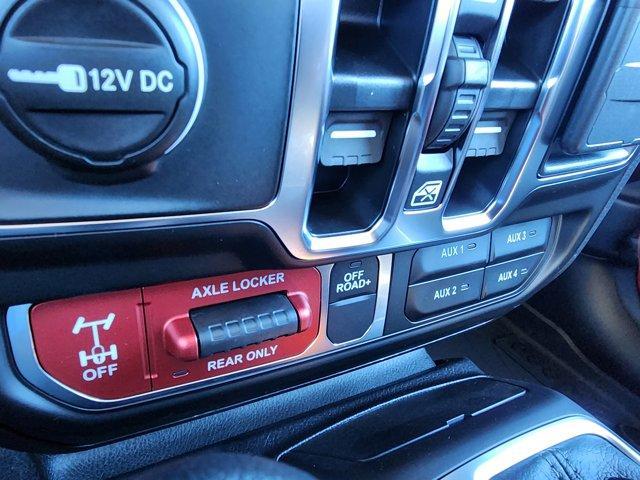 12V DC
AXLE LOCKER
REAR ONLY
OFF
OFF
ROAD+
AUX 1
AUX 3
AUX 2
AUX 4